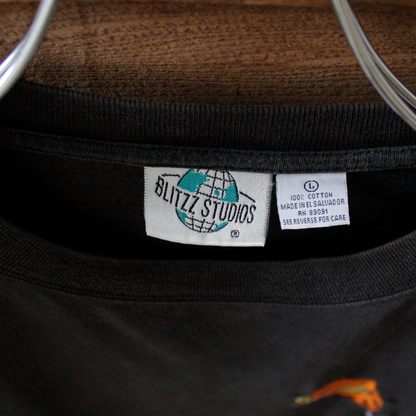 BLITZZ STUDIOS
®
L
100% COTTON
MADE IN EL SALVADOR
RN 89091
SEE REVERSE FOR CARE